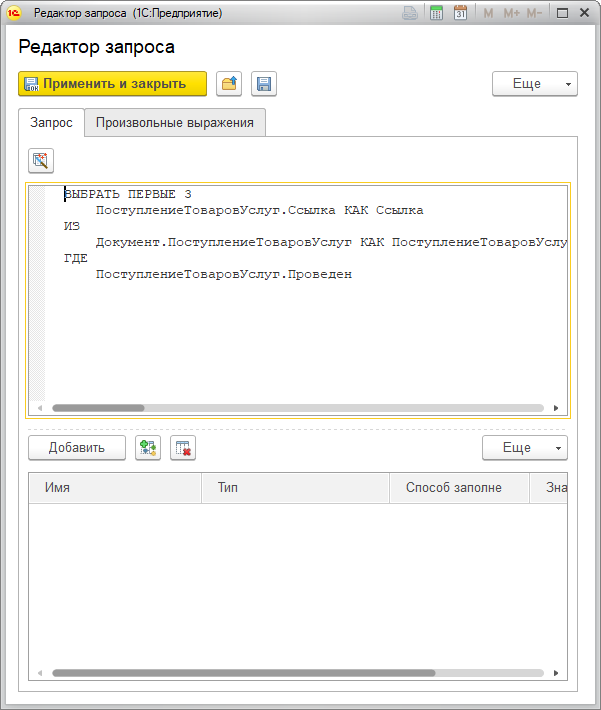 Редактор запроса (1С:Предприятие)
M M+ M-
31
Редактор запроса
Применить и закрыть
Еще
Запрос
Произвольные выражения
ВЫБРАТЬ ПЕРВЫЕ 3
ПоступлениеТоваровУслуг.Ссылка КАК Ссылка
ИЗ
Документ.ПоступлениеТоваровУслуг КАК ПоступлениеТоваровУслу
ГДЕ
ПоступлениеТоваровУслуг.Проведен
Добавить
Еще
Имя
Тип
Способ заполне
Зна